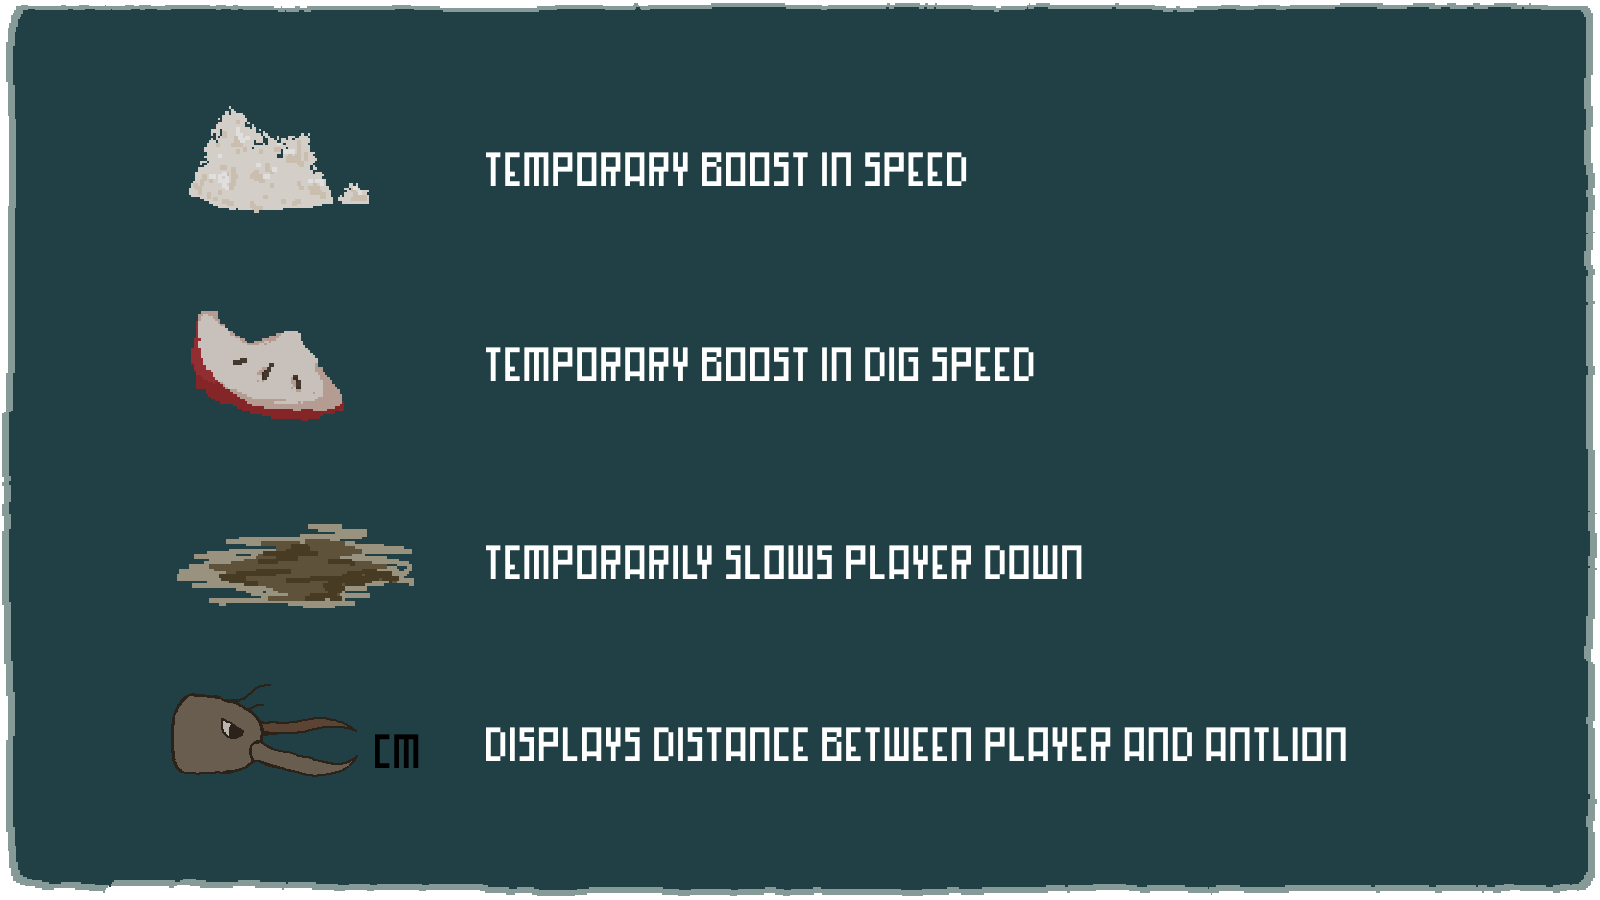 TEMPORARY BOOST IN SPEED
TEMPORARY BOOST IN DIG SPEED
TEMPORARILY SLOWS PLAYER DOWN
CM DISPLAYS DISTANCE BETWEEN PLAYER AND ANTLION